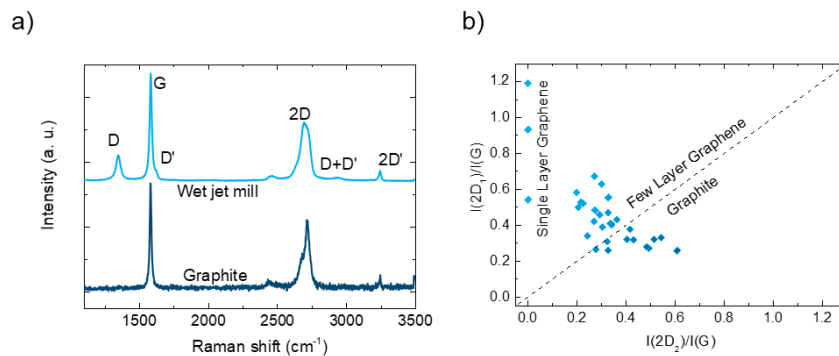 a)
Intensity (a. u.)
D
G
D'
2D
D+D'
2D'
Wet jet mill
Graphite
1500 2000 2500 3000 3500
Raman shift (cm⁻¹)
b)
I(2D₁)/I(G)
1.2
1.0
0.8
0.6
0.4
0.2
0.0
Single Layer Graphene
Few Layer Graphene
Graphite
0.0 0.2 0.4 0.6 0.8 1.0 1.2
I(2D₂)/I(G)